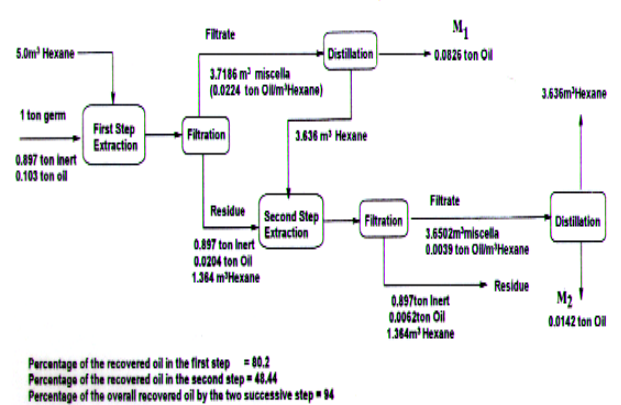 Filtrate
M1
5.0m³ Hexane
Distillation
0.0826 ton Oil
3.7186 m³ miscella
(0.0224 ton Oil/m³Hexane)
3.636m³Hexane
1 ton germ
First Step
Extraction
Filtration
3.636 m³ Hexane
0.897 ton inert
0.103 ton oil
Residue
Second Step
Extraction
Filtration
Filtrate
Distillation
0.897 ton Inert
0.0204 ton Oil
1.364 m³Hexane
3.6502m³miscella
0.0039 ton Oil/m³Hexane
Residue
0.897ton Inert
0.0062ton Oil
1.364m³ Hexane
M2
0.0142 ton Oil
Percentage of the recovered oil in the first step = 80.2
Percentage of the recovered oil in the second step = 48.44
Percentage of the overall recovered oil by the two successive step = 94